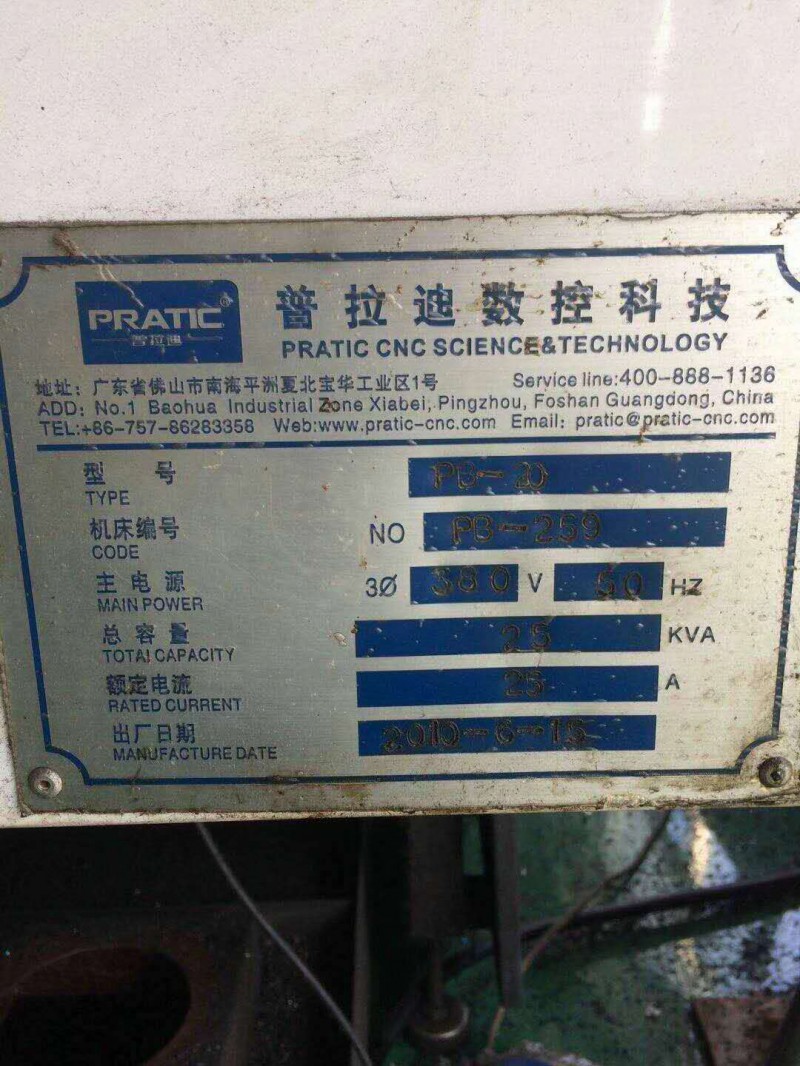 PRATIC®
普拉迪
普拉迪数控科技
PRATIC CNC SCIENCE&TECHNOLOGY
地址：广东省佛山市南海平洲夏北宝华工业区1号 Service line:400-888-1136
ADD: No.1 Baohua Industrial Zone Xiabei, Pingzhou, Foshan Guangdong, China
TEL:+86-757-86283358 Web:www.pratic-cnc.com Email: pratic@pratic-cnc.com
型 号
TYPE
机床编号 NO PB-259
CODE
主电源 3Ø 380 V 50 HZ
MAIN POWER
总容量 25 KVA
TOTAl CAPACITY
额定电流 25 A
RATED CURRENT
出厂日期 2010-6-15
MANUFACTURE DATE